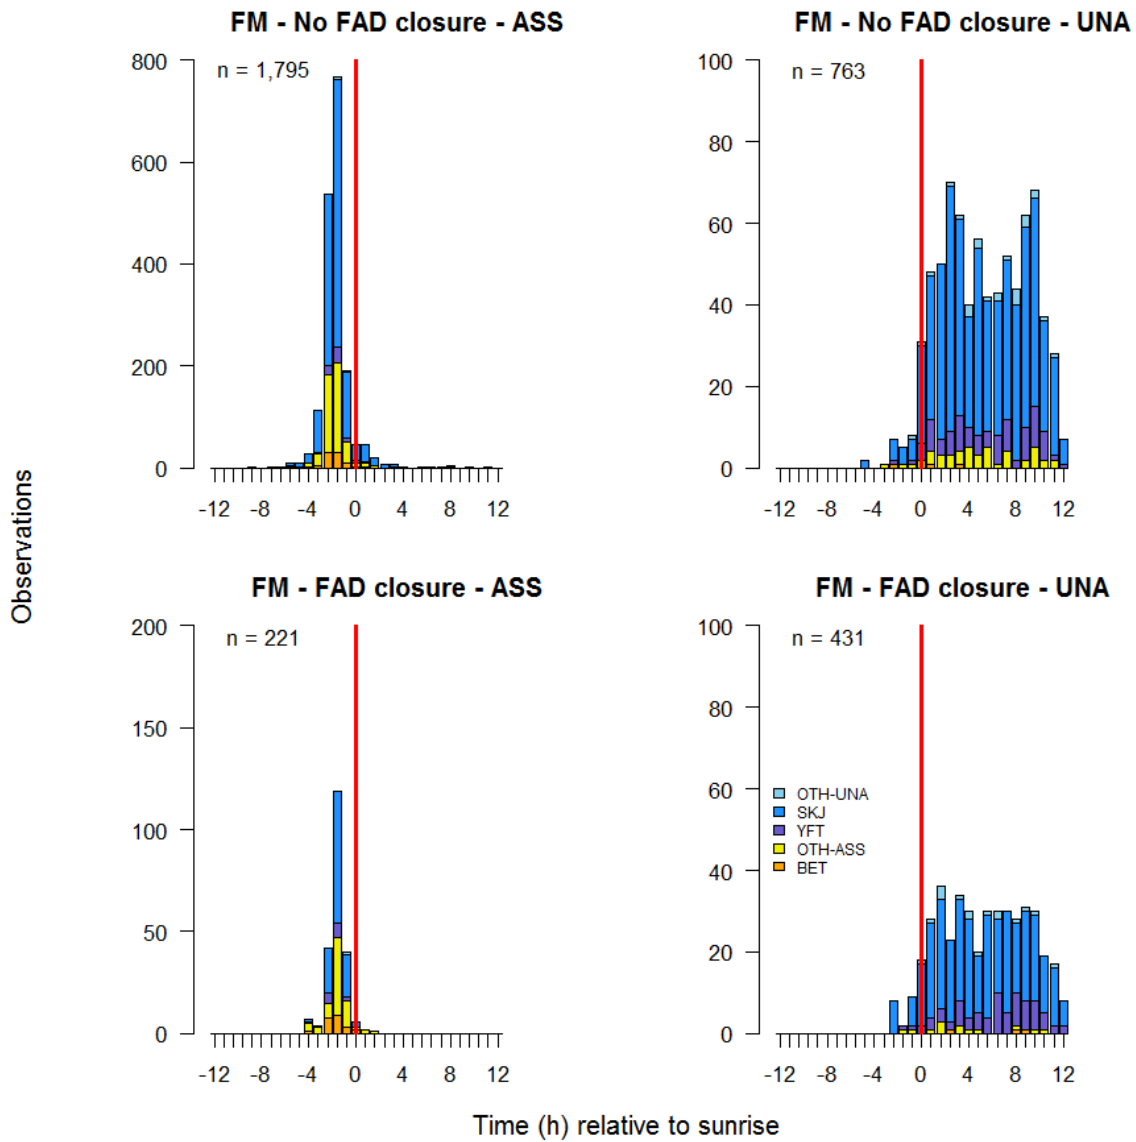 FM - No FAD closure - ASS
n = 1,795
800
600
400
200
0
-12 -8 -4 0 4 8 12
FM - No FAD closure - UNA
n = 763
100
80
60
40
20
0
-12 -8 -4 0 4 8 12
Observations
FM - FAD closure - ASS
n = 221
200
150
100
50
0
-12 -8 -4 0 4 8 12
FM - FAD closure - UNA
n = 431
100
80
60
40
20
0
OTH-UNA
SKJ
YFT
OTH-ASS
BET
-12 -8 -4 0 4 8 12
Time (h) relative to sunrise